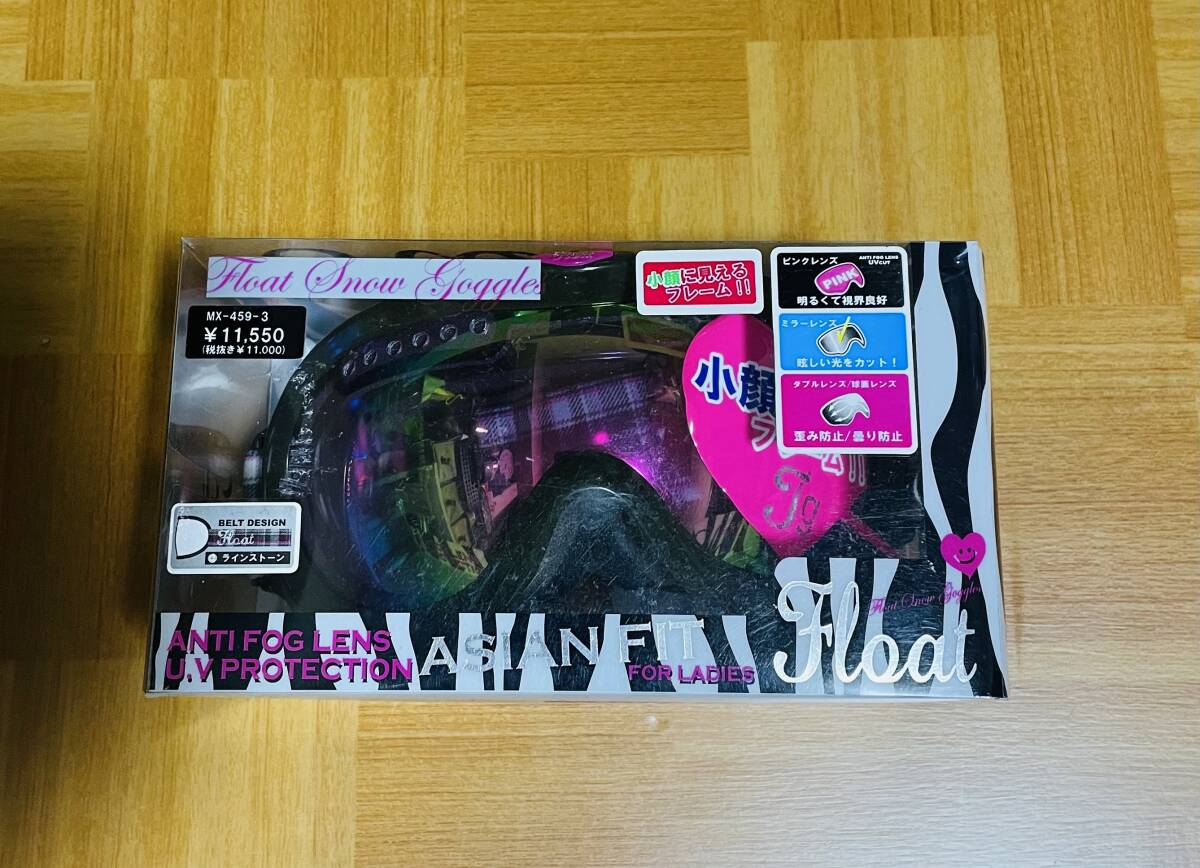 Float Snow Goggles
MX-459-3
¥11,550
(税抜き¥11.000)
小顔に見える
フレーム!!
ピンクレンズ
ANTI FOG LENS
UVCUT
PINK
明るくて視界良好
ミラーレンズ
眩しい光をカット!
ダブルレンズ/球面レンズ
歪み防止/曇り防止
小顔
BELT DESIGN
Float
ラインストーン
ANTI FOG LENS
U.V PROTECTION
ASIAN FIT
FOR LADIES
Float Snow Goggles
Float